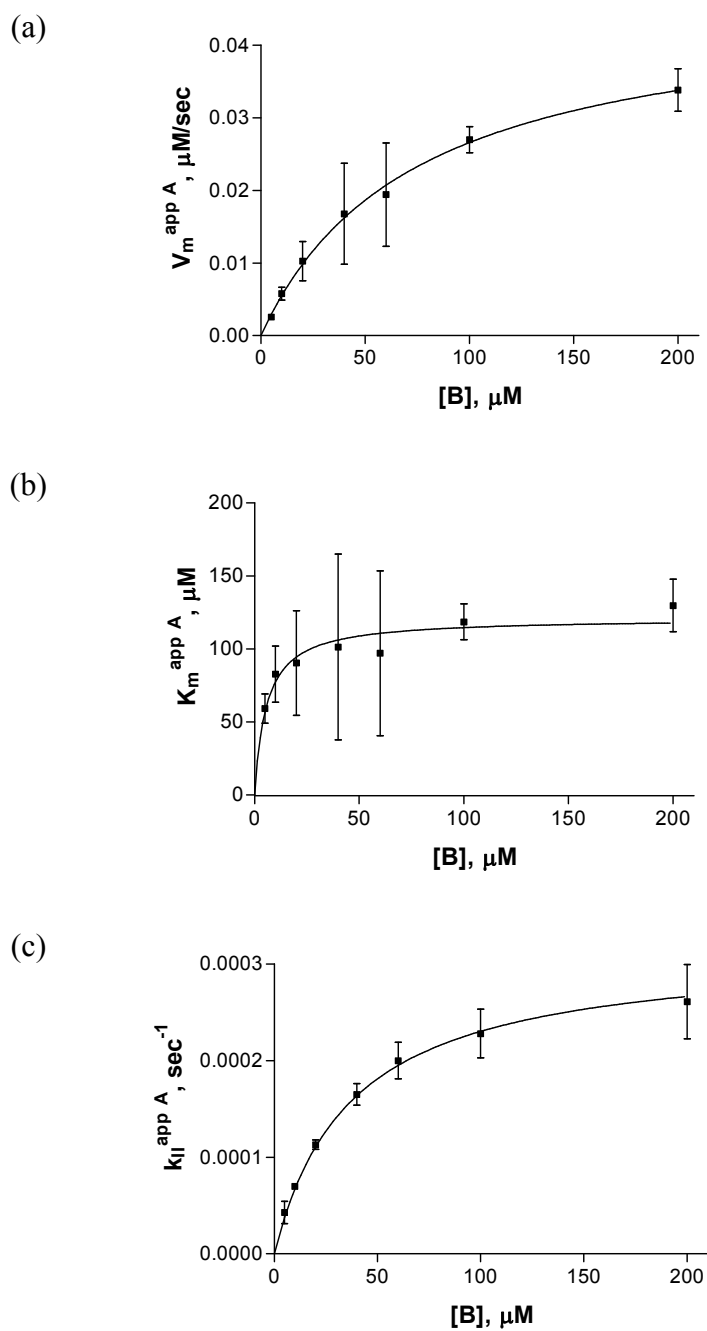 (a)
0.04
0.03
0.02
0.01
0.00
Vm app A , μM/sec
0 50 100 150 200
[B], μM
(b)
200
150
100
50
0
Km app A , μM
0 50 100 150 200
[B], μM
(c)
0.0003
0.0002
0.0001
0.0000
kII app A , sec-1
0 50 100 150 200
[B], μM